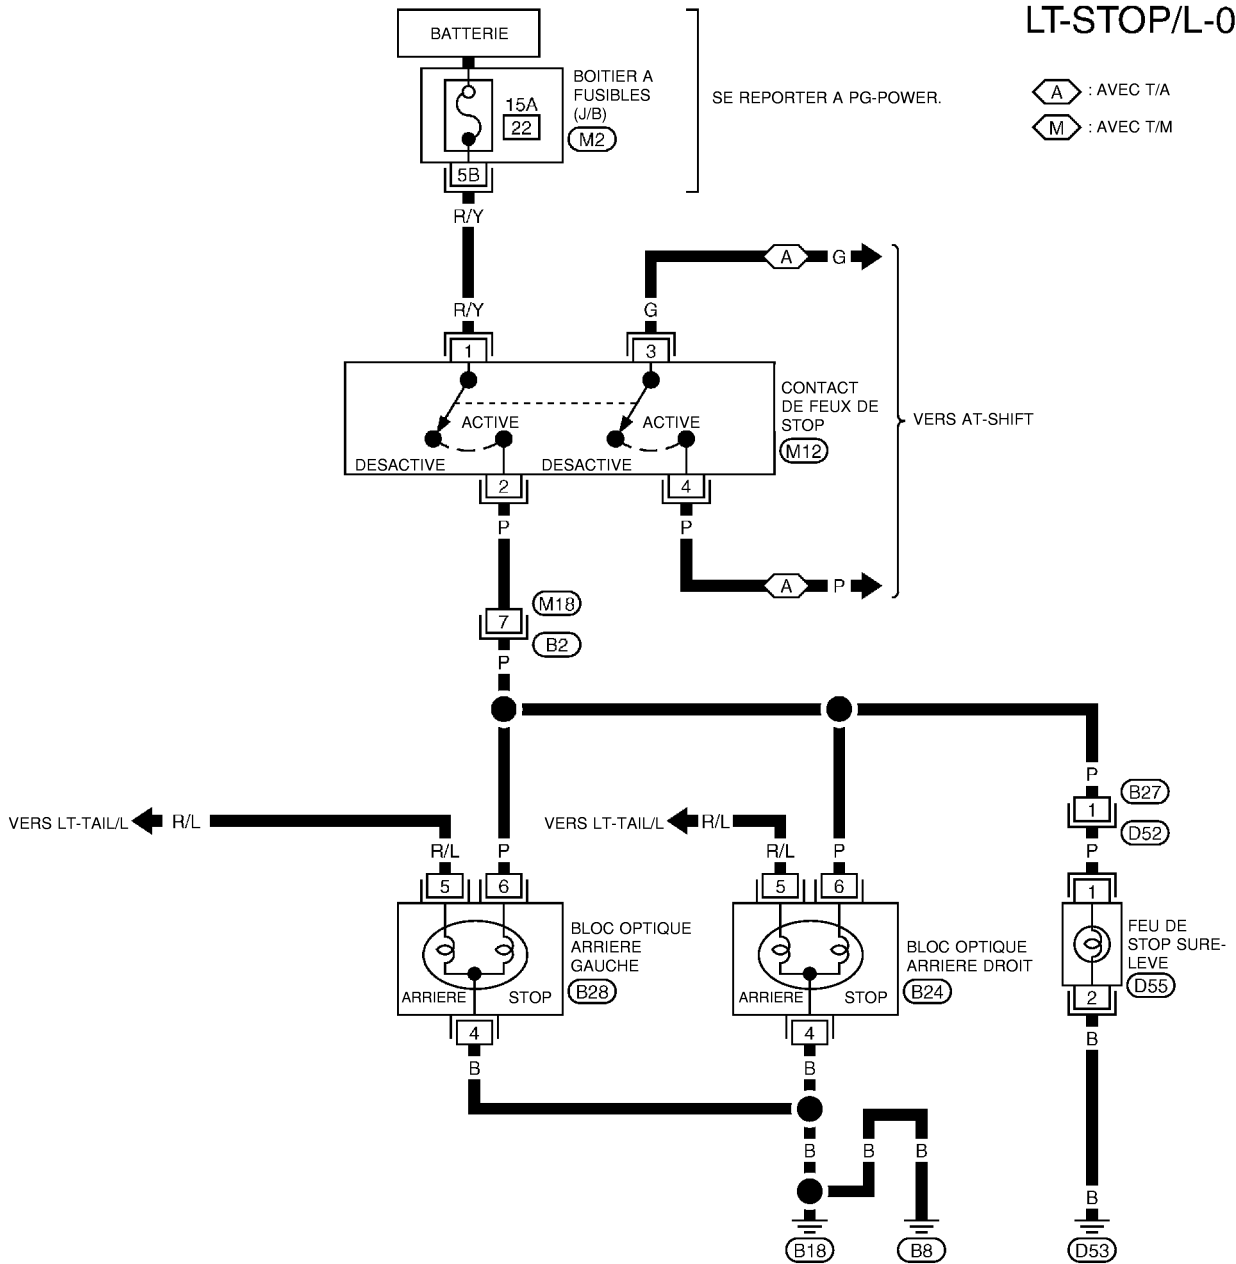 LT-STOP/L-0
BATTERIE
BOITIER A
FUSIBLES
(J/B)
M2
15A
22
5B
SE REPORTER A PG-POWER.
A : AVEC T/A
M : AVEC T/M
R/Y
R/Y
A G
G
1
3
CONTACT
DE FEUX DE
STOP
M12
ACTIVE
ACTIVE
DESACTIVE
DESACTIVE
VERS AT-SHIFT
2
4
P
P
A P
7
M18
B2
P
P
1
B27
D52
P
VERS LT-TAIL/L R/L
VERS LT-TAIL/L R/L
R/L
P
R/L
P
5
6
5
6
1
BLOC OPTIQUE
ARRIERE
GAUCHE
B28
ARRIERE
STOP
BLOC OPTIQUE
ARRIERE DROIT
B24
ARRIERE
STOP
FEU DE
STOP SURE-
LEVE
D55
2
4
4
B
B
B
B
B
B
B
B18
B8
D53